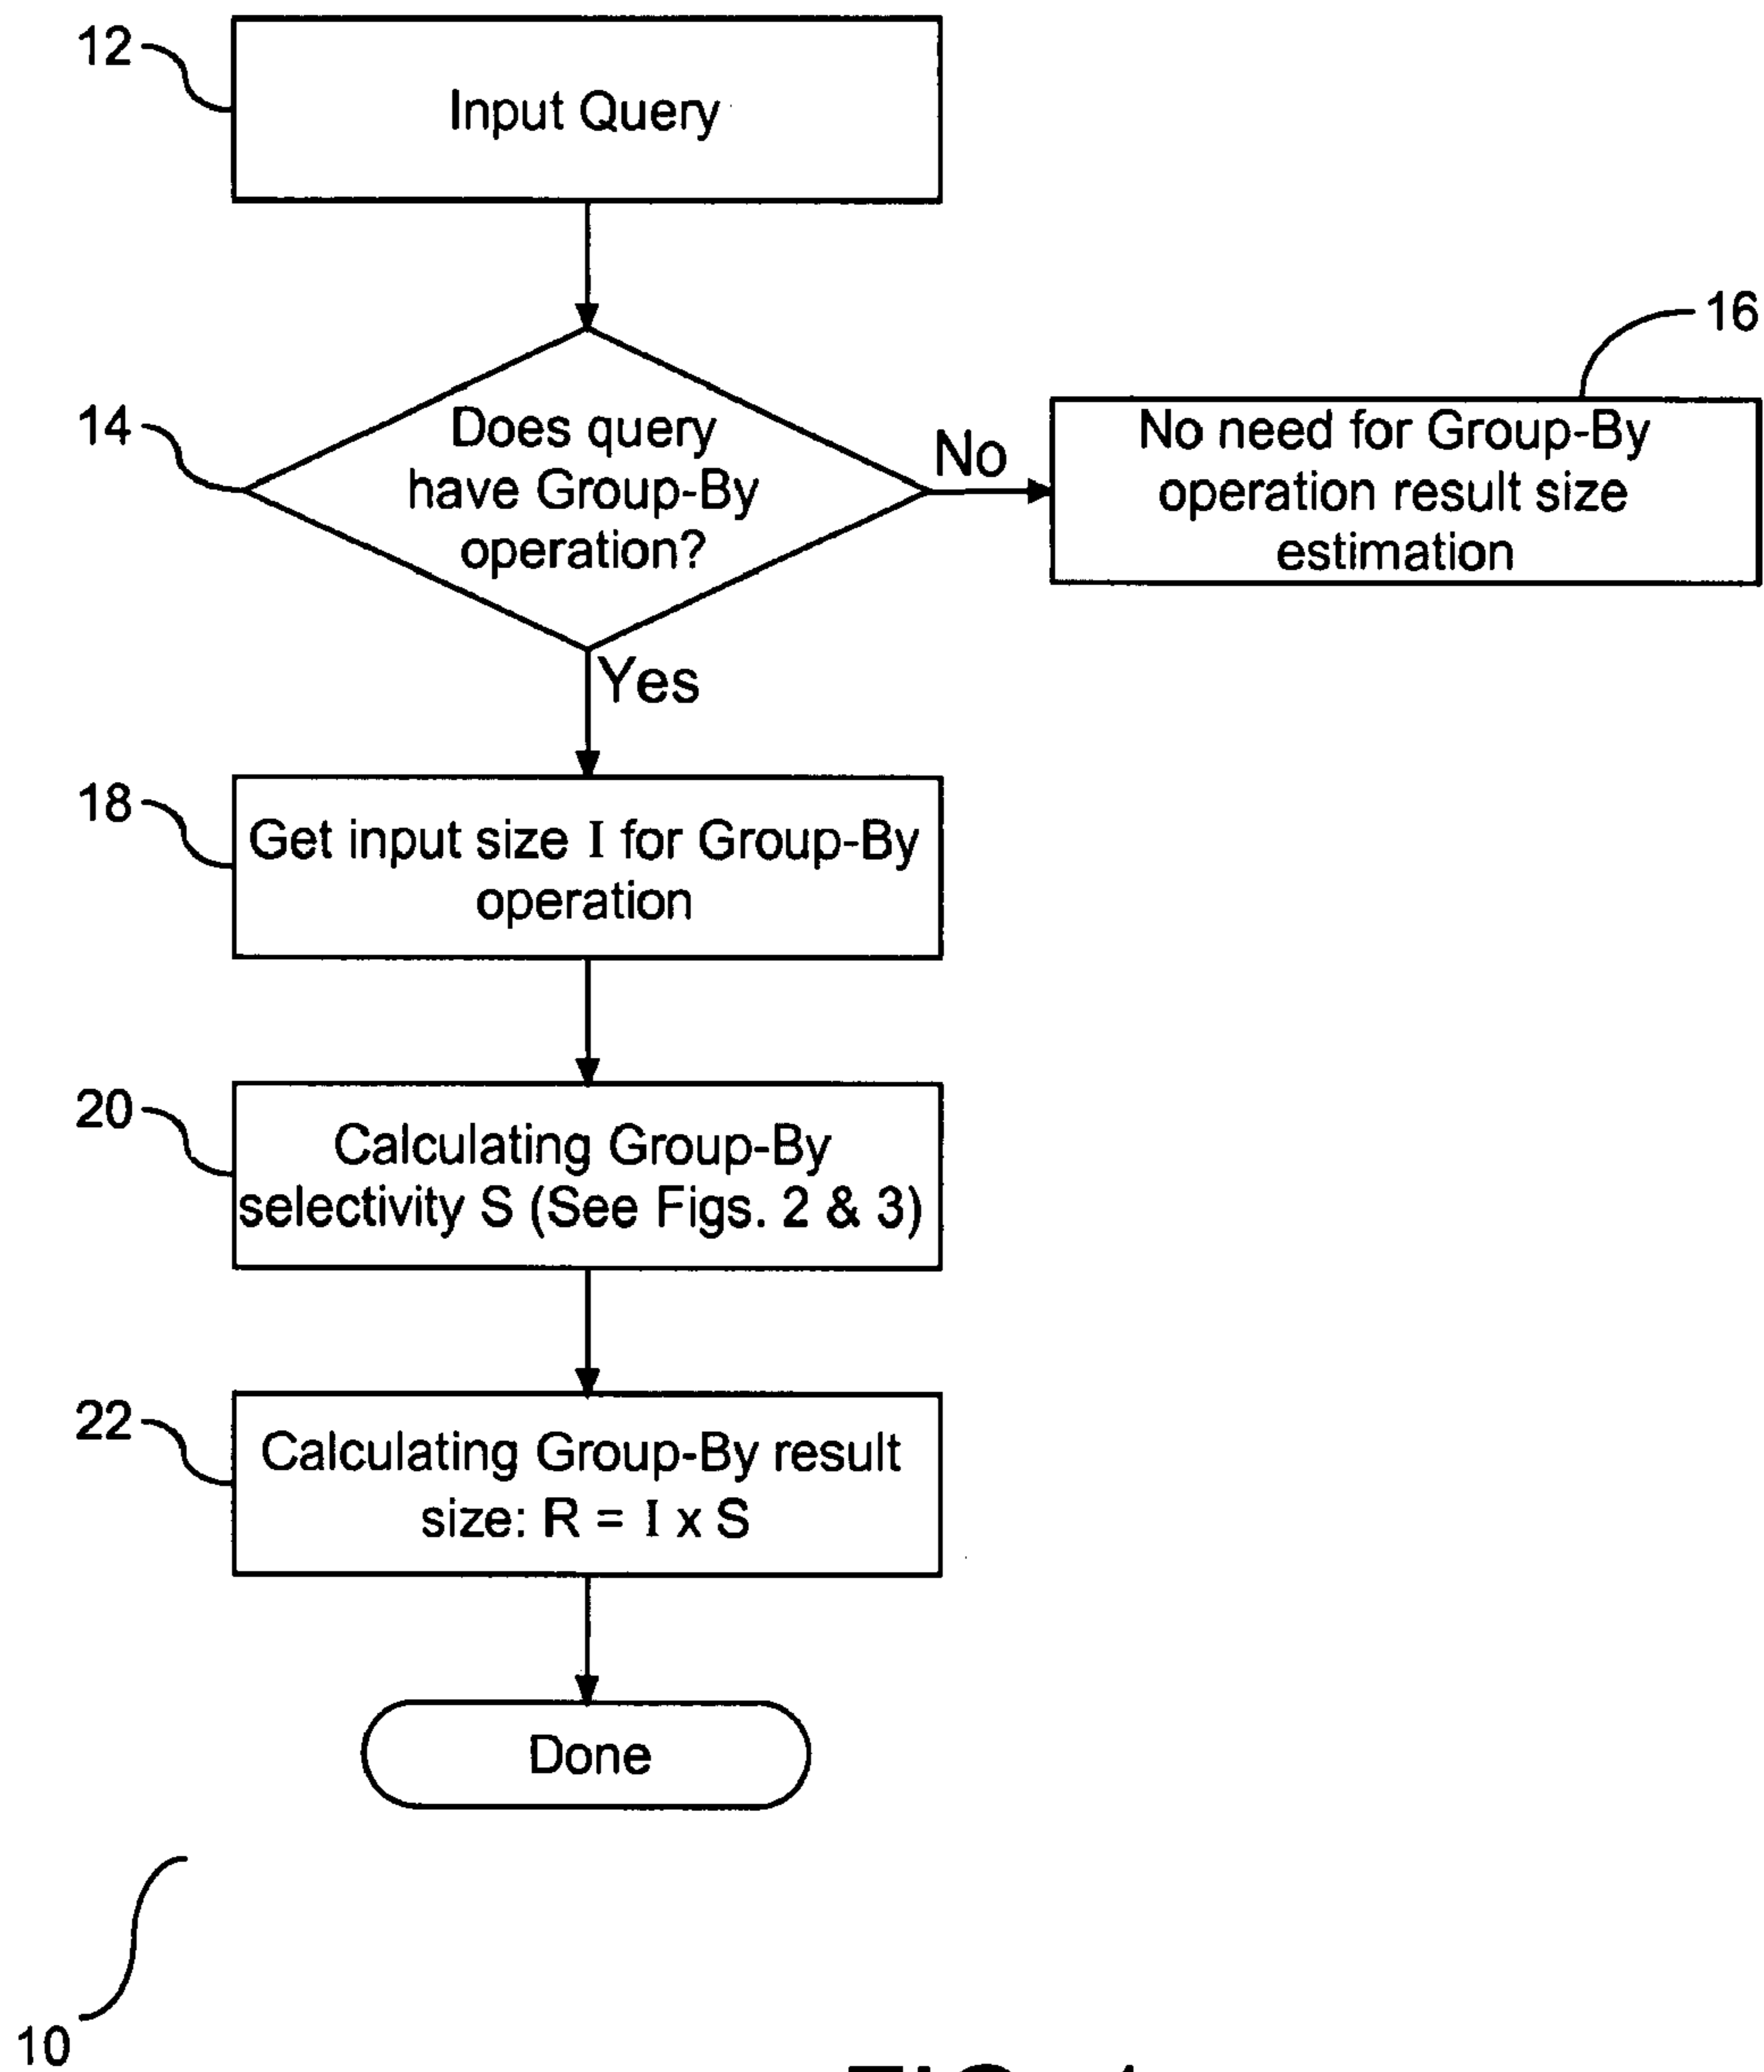 12
Input Query
16
14
Does query
have Group-By
operation?
No
No need for Group-By
operation result size
estimation
Yes
18
Get input size I for Group-By
operation
20
Calculating Group-By
selectivity S (See Figs. 2 & 3)
22
Calculating Group-By result
size: R = I x S
Done
10